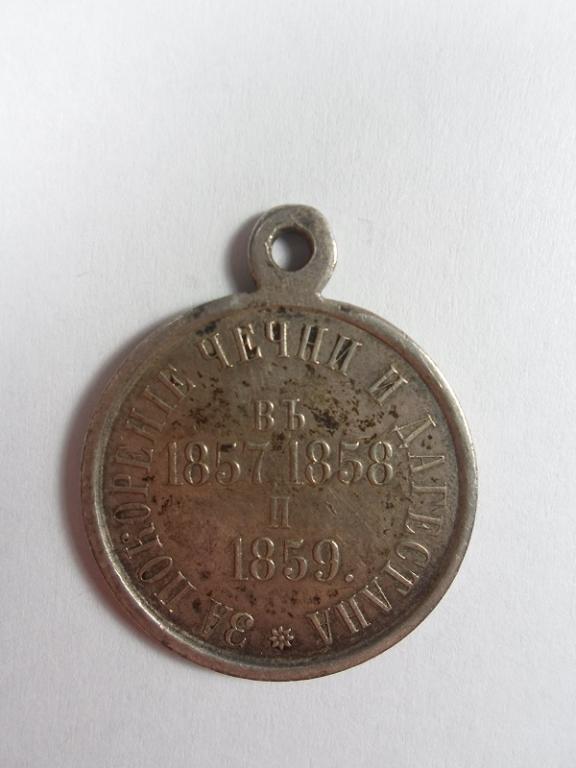 ЗА ПОКОРЕНІЕ ЧЕЧНИ И ДАГЕСТАНА
ВЪ
1857, 1858
И
1859.